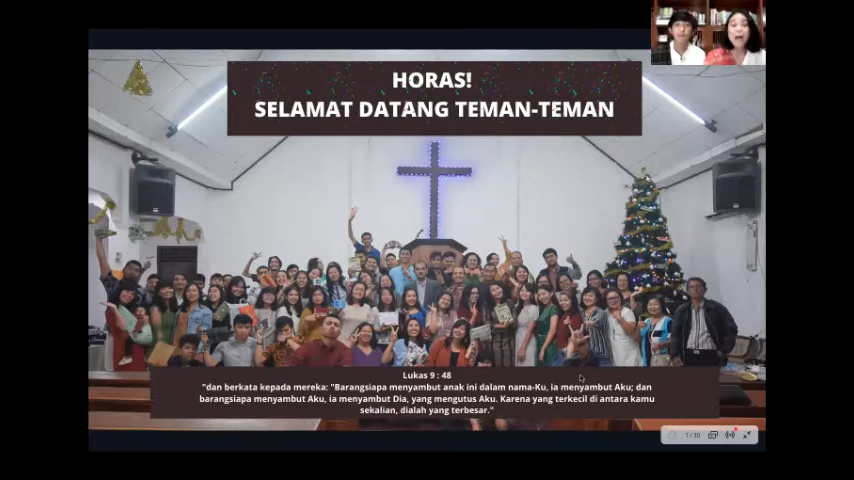 HORAS!
SELAMAT DATANG TEMAN-TEMAN
Lukas 9 : 48
"dan berkata kepada mereka: "Barangsiapa menyambut anak ini dalam nama-Ku, ia menyambut Aku; dan
barangsiapa menyambut Aku, ia menyambut Dia, yang mengutus Aku. Karena yang terkecil di antara kamu
sekalian, dialah yang terbesar."